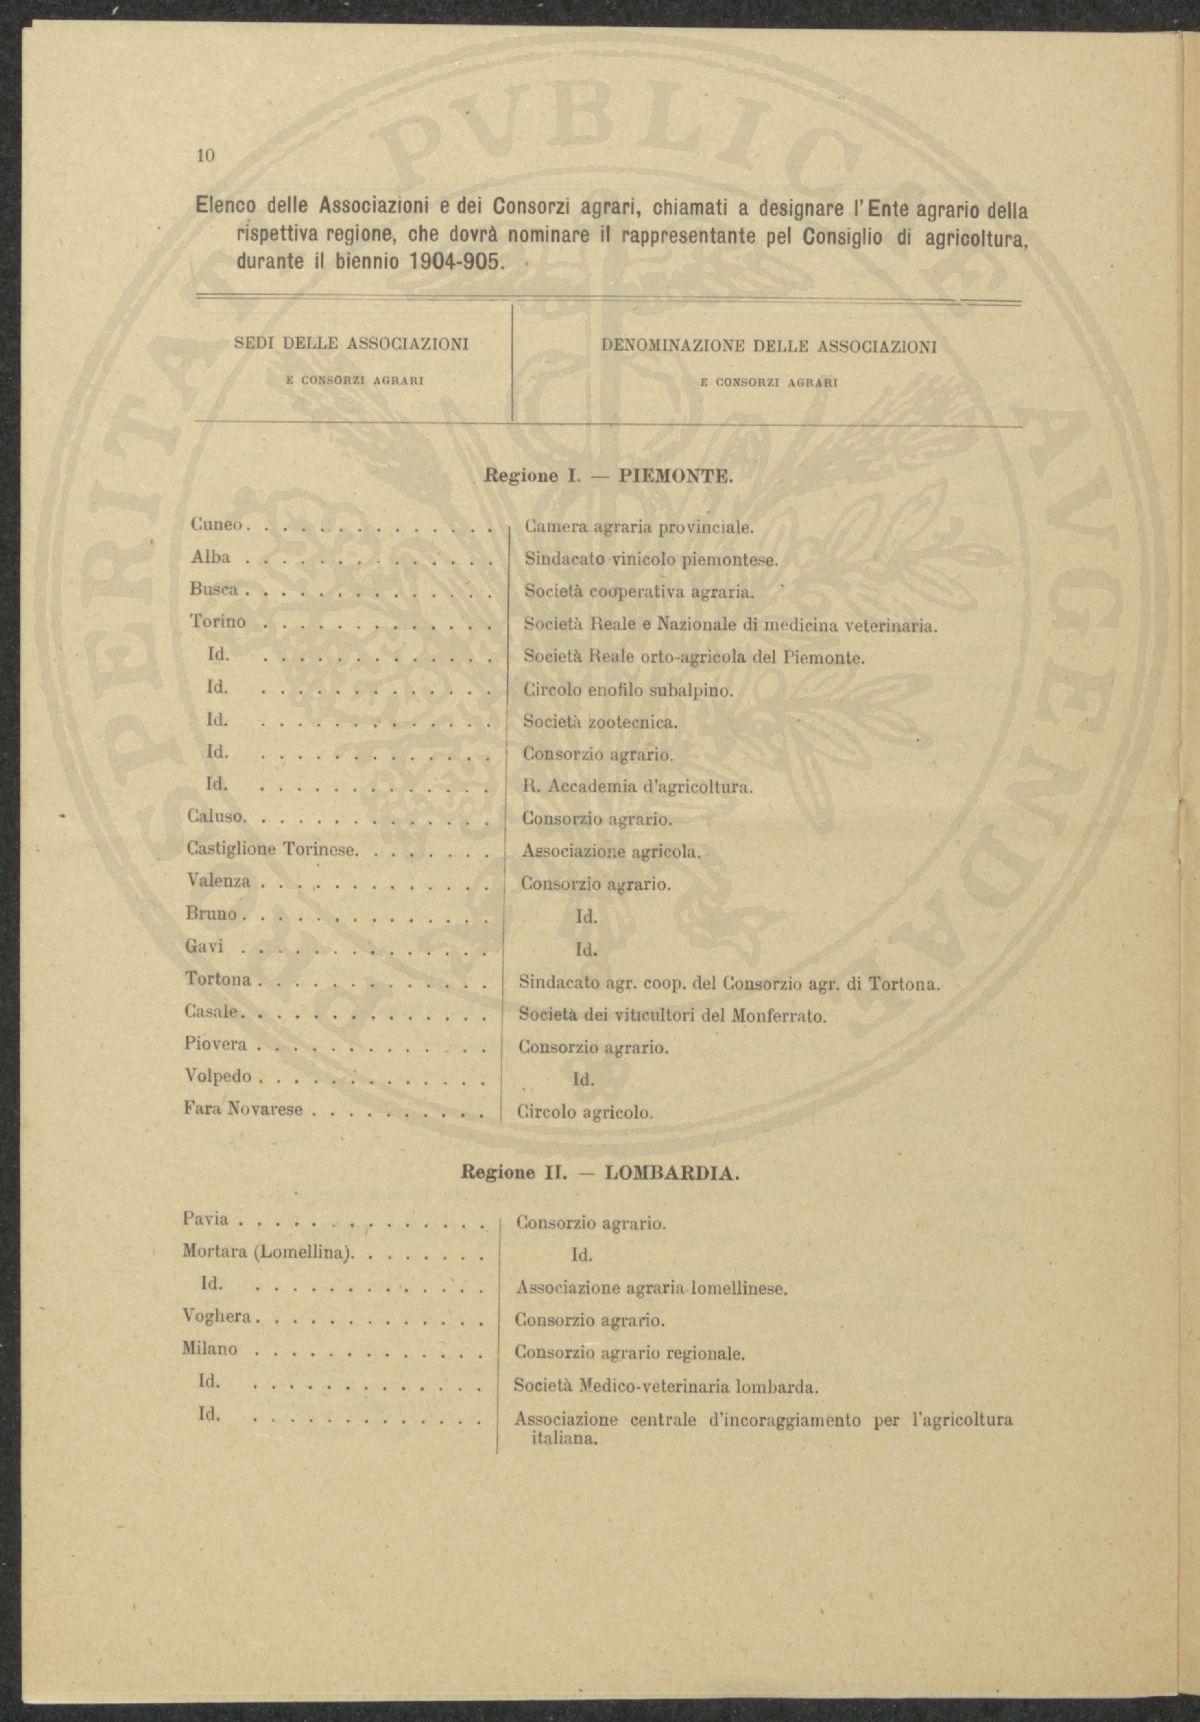 10
Elenco delle Associazioni e dei Consorzi agrari, chiamati a designare l'Ente agrario della
rispettiva regione, che dovrà nominare il rappresentante pel Consiglio di agricoltura,
durante il biennio 1904-905.
SEDI DELLE ASSOCIAZIONI
E CONSORZI AGRARI
DENOMINAZIONE DELLE ASSOCIAZIONI
E CONSORZI AGRARI
Regione I. — PIEMONTE.
Cuneo. . . . . . . . . . . . . . Camera agraria provinciale.
Alba . . . . . . . . . . . . . . Sindacato vinicolo piemontese.
Busca . . . . . . . . . . . . . . Società cooperativa agraria.
Torino . . . . . . . . . . . . . Società Reale e Nazionale di medicina veterinaria.
Id. . . . . . . . . . . . . . Società Reale orto-agricola del Piemonte.
Id. . . . . . . . . . . . . . Circolo enofilo subalpino.
Id. . . . . . . . . . . . . . Società zootecnica.
Id. . . . . . . . . . . . . . Consorzio agrario.
Id. . . . . . . . . . . . . . R. Accademia d'agricoltura.
Caluso. . . . . . . . . . . . . . Consorzio agrario.
Castiglione Torinese. . . . . . . . Associazione agricola.
Valenza . . . . . . . . . . . . . Consorzio agrario.
Bruno . . . . . . . . . . . . . . Id.
Gavi . . . . . . . . . . . . . . Id.
Tortona . . . . . . . . . . . . . Sindacato agr. coop. del Consorzio agr. di Tortona.
Casale. . . . . . . . . . . . . . Società dei viticultori del Monferrato.
Piovera . . . . . . . . . . . . . Consorzio agrario.
Volpedo . . . . . . . . . . . . . Id.
Fara Novarese . . . . . . . . . . Circolo agricolo.
Regione II. — LOMBARDIA.
Pavia . . . . . . . . . . . . . . Consorzio agrario.
Mortara (Lomellina). . . . . . . . Id.
Id. . . . . . . . . . . . . . Associazione agraria lomellinese.
Voghera. . . . . . . . . . . . . Consorzio agrario.
Milano . . . . . . . . . . . . . Consorzio agrario regionale.
Id. . . . . . . . . . . . . . Società Medico-veterinaria lombarda.
Id. . . . . . . . . . . . . . Associazione centrale d'incoraggiamento per l'agricoltura
italiana.
PVBLICAE AVGENDAE PROSPERITATI